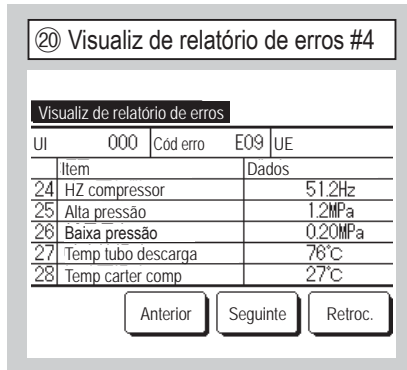 ⑳ Visualiz de relatório de erros #4
Visualiz de relatório de erros
UI 000 Cód erro E09 UE
Item Dados
24 HZ compressor 51.2Hz
25 Alta pressão 1.2MPa
26 Baixa pressão 0.20MPa
27 Temp tubo descarga 76℃
28 Temp carter comp 27℃
Anterior Seguinte Retroc.